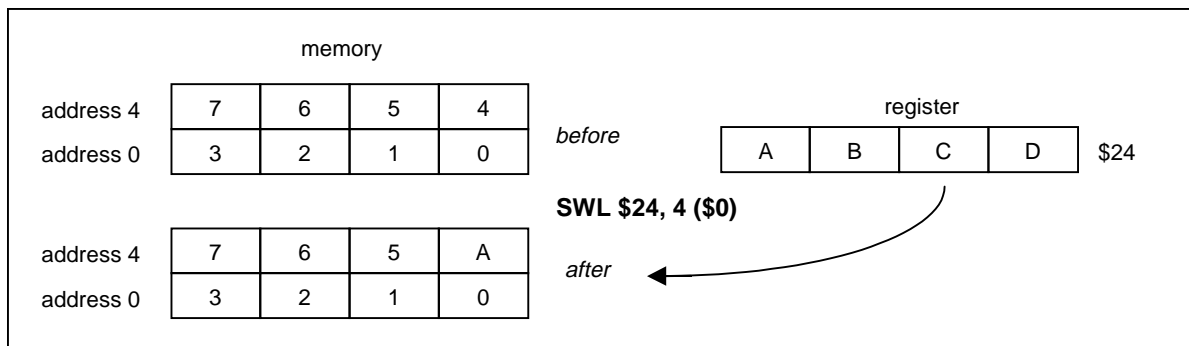 memory
address 4 7 6 5 4
address 0 3 2 1 0
before
register
A B C D $24
SWL $24, 4 ($0)
address 4 7 6 5 A
address 0 3 2 1 0
after